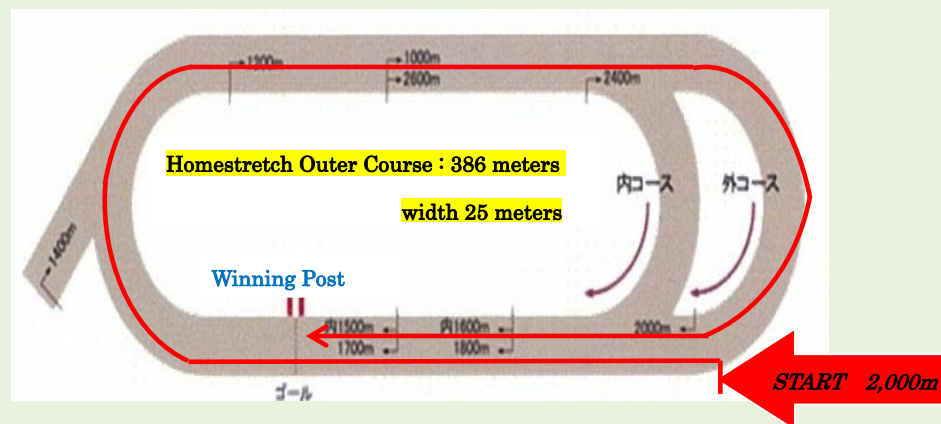 1200m
1000m
2600m
2400m
Homestretch Outer Course : 386 meters
width 25 meters
内コース
外コース
1400m
Winning Post
内1500m
内1600m
2000m
1700m
1800m
ゴール
START 2,000m